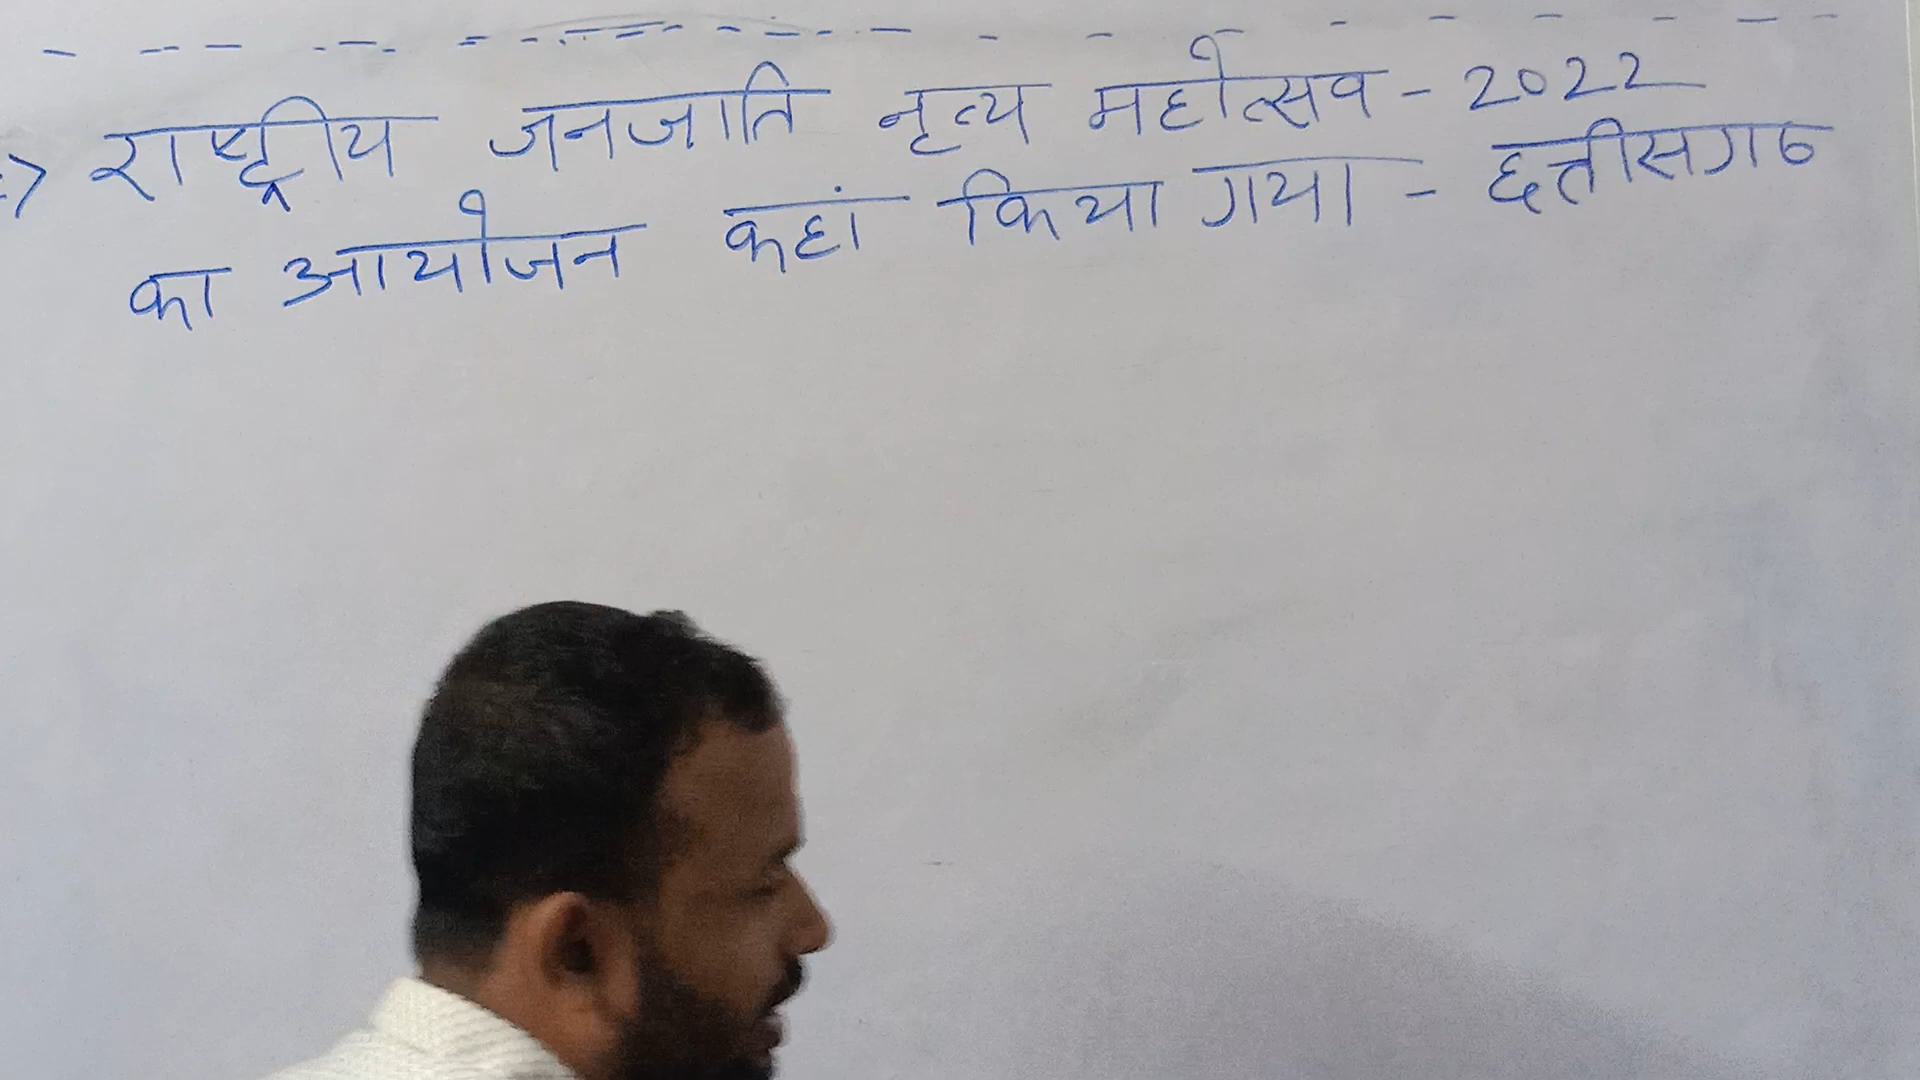 => राष्ट्रीय जनजाति नृत्य महोत्सव - 2022
का आयोजन कहां किया गया - छत्तीसगढ